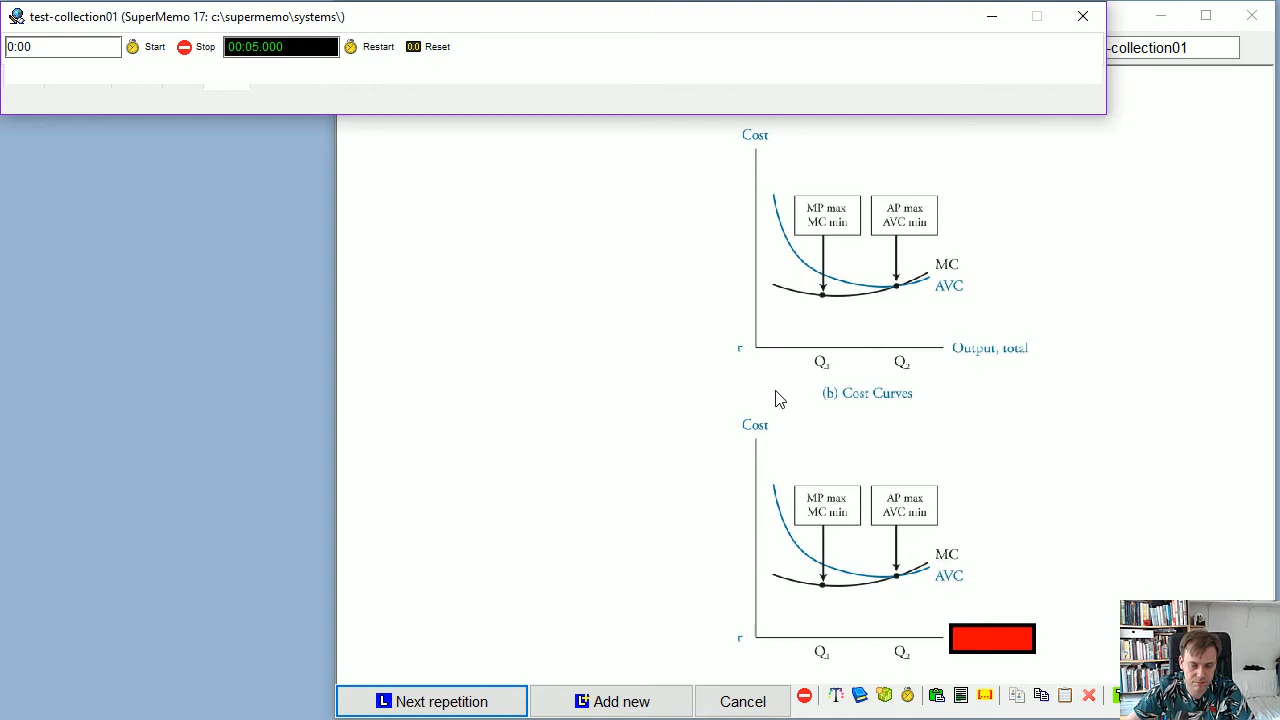 test-collection01 (SuperMemo 17: c:\supermemo\systems\)
0:00 Start Stop 00:05.000 Restart 0.0 Reset
-collection01
Cost
MP max AP max
MC min AVC min
MC
AVC
r Output, total
Q1 Q2
(b) Cost Curves
Cost
MP max AP max
MC min AVC min
MC
AVC
r
Q1 Q2
L Next repetition Add new Cancel